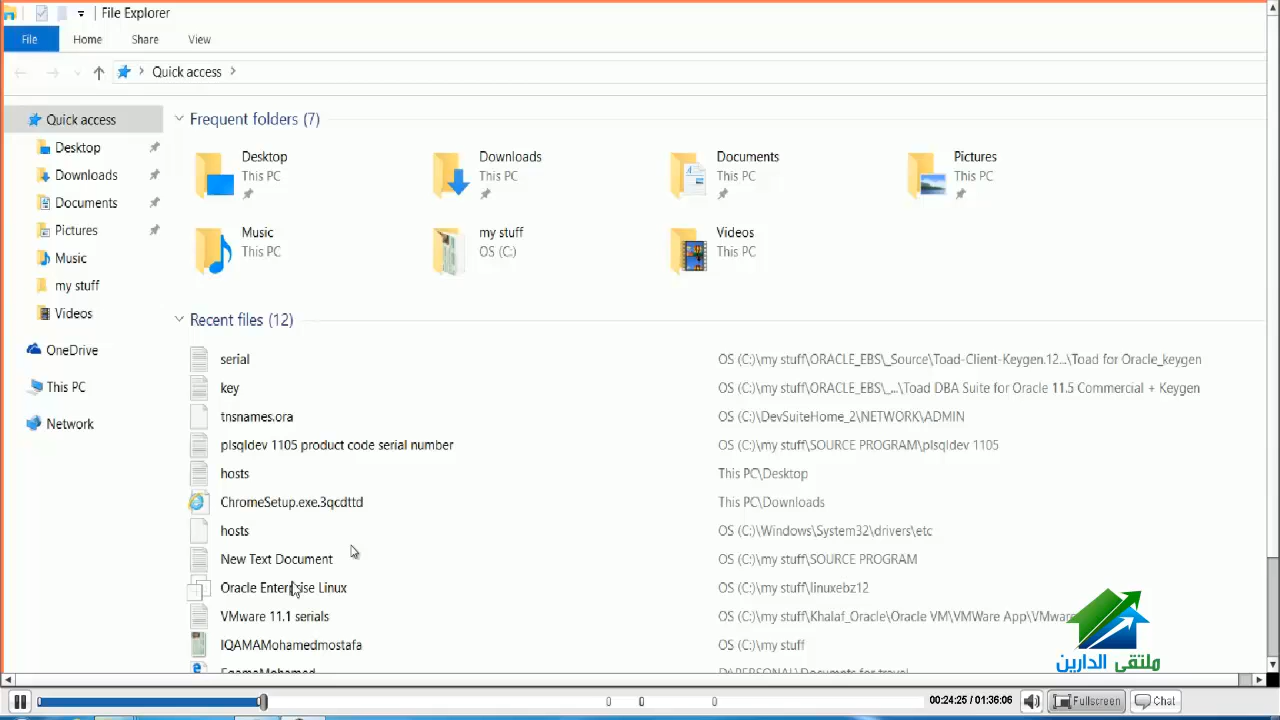 File Explorer
File Home Share View
Quick access
Quick access
Desktop
Downloads
Documents
Pictures
Music
my stuff
Videos
OneDrive
This PC
Network
Frequent folders (7)
Desktop
This PC
Downloads
This PC
Documents
This PC
Pictures
This PC
Music
This PC
my stuff
OS (C:)
Videos
This PC
Recent files (12)
serial OS (C:)\my stuff\ORACLE_EBS\_Source\Toad-Client-Keygen.12...\Toad for Oracle_keygen
key OS (C:)\my stuff\ORACLE_EBS\_...\Toad DBA Suite for Oracle 11.5 Commercial + Keygen
tnsnames.ora OS (C:)\DevSuiteHome_2\NETWORK\ADMIN
plsqldev 1105 product code serial number OS (C:)\my stuff\SOURCE PROGRAM\plsqldev 1105
hosts This PC\Desktop
ChromeSetup.exe.3qcdttd This PC\Downloads
hosts OS (C:)\Windows\System32\drivers\etc
New Text Document OS (C:)\my stuff\SOURCE PROGRAM
Oracle Enterprise Linux OS (C:)\my stuff\linuxebz12
VMware 11.1 serials OS (C:)\my stuff\Khalaf_Oracle\Oracle VM\VMWare App\VMware
IQAMAMohamedmostafa OS (C:)\my stuff
EqamaMohamed D:\PERSONAL\Documnts for travel
ملتقى الدارين
00:24:25 / 01:36:06 Fullscreen Chat